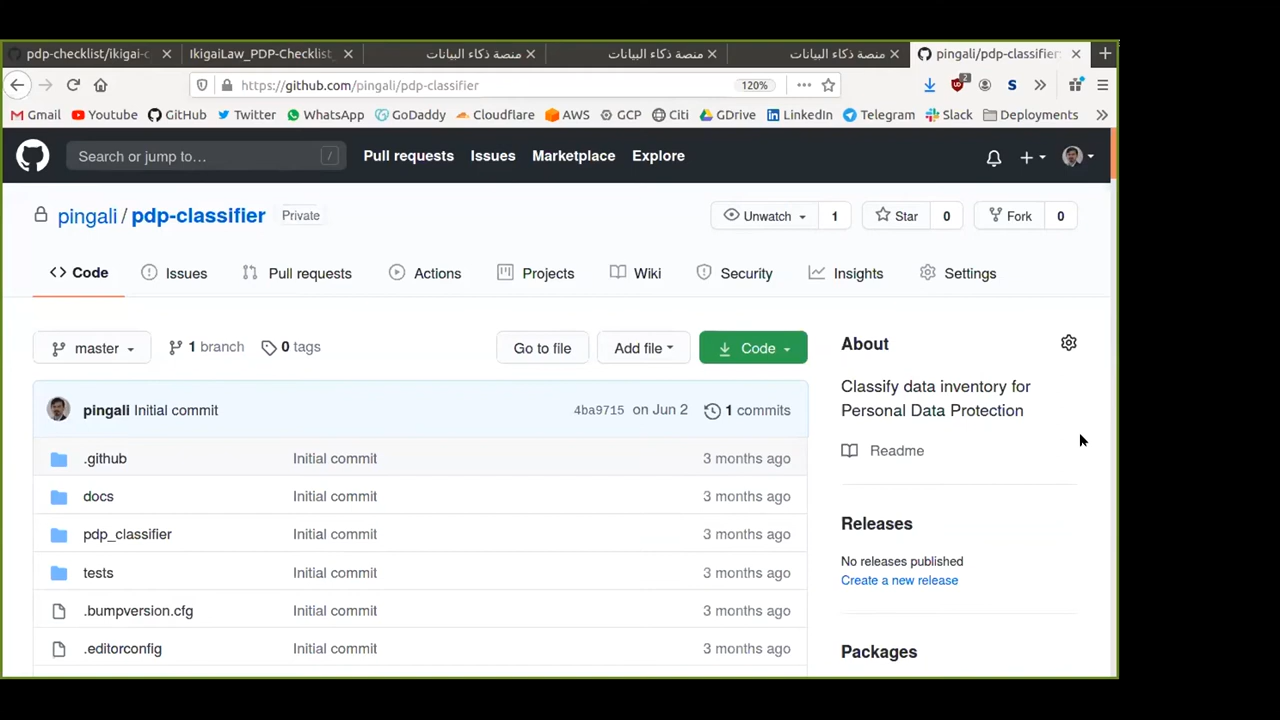 pdp-checklist/ikigai-c
IkigaiLaw_PDP-Checklist_
منصة ذكاء البيانات
منصة ذكاء البيانات
منصة ذكاء البيانات
pingali/pdp-classifier:
https://github.com/pingali/pdp-classifier
120%
2
S
Gmail
Youtube
GitHub
Twitter
WhatsApp
GoDaddy
Cloudflare
AWS
GCP
Citi
GDrive
LinkedIn
Telegram
Slack
Deployments
Search or jump to…
/
Pull requests
Issues
Marketplace
Explore
pingali / pdp-classifier
Private
Unwatch
1
Star
0
Fork
0
Code
Issues
Pull requests
Actions
Projects
Wiki
Security
Insights
Settings
master
1 branch
0 tags
Go to file
Add file
Code
pingali Initial commit
4ba9715 on Jun 2
1 commits
.github
Initial commit
3 months ago
docs
Initial commit
3 months ago
pdp_classifier
Initial commit
3 months ago
tests
Initial commit
3 months ago
.bumpversion.cfg
Initial commit
3 months ago
.editorconfig
Initial commit
3 months ago
About
Classify data inventory for
Personal Data Protection
Readme
Releases
No releases published
Create a new release
Packages